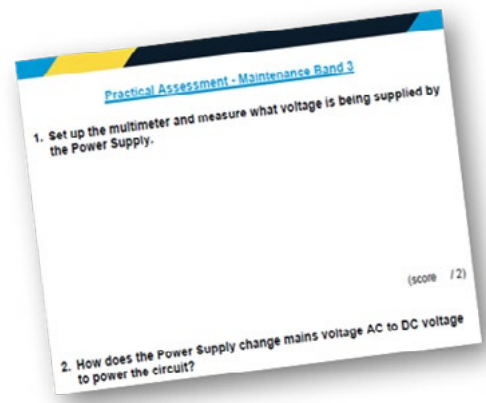 Practical Assessment - Maintenance Band 3
1. Set up the multimeter and measure what voltage is being supplied by
the Power Supply.
(score / 2)
2. How does the Power Supply change mains voltage AC to DC voltage
to power the circuit?